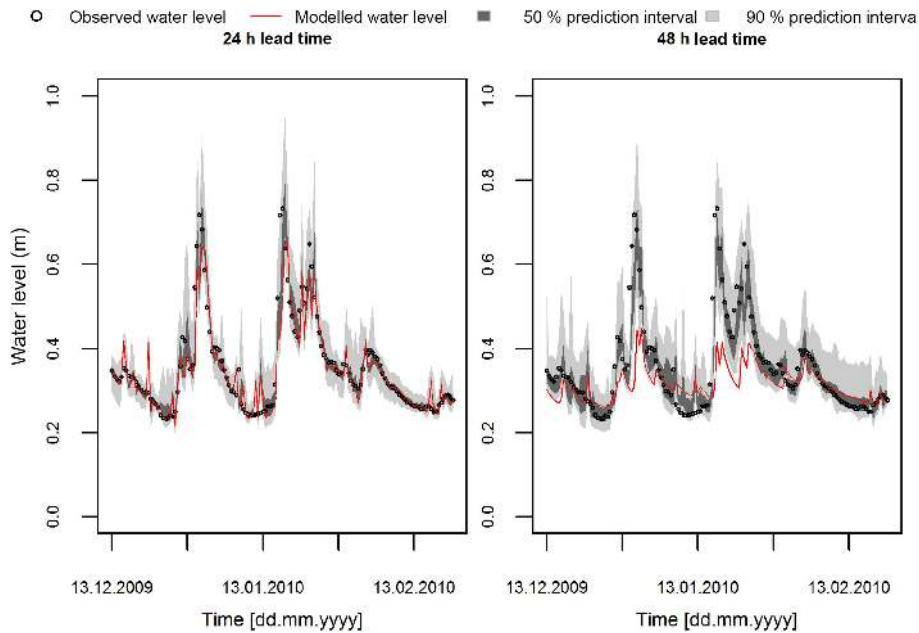 Observed water level Modelled water level 50 % prediction interval 90 % prediction interval
24 h lead time 48 h lead time
1.0
0.8
0.6
0.4
0.2
0.0
Water level (m)
13.12.2009 13.01.2010 13.02.2010
Time [dd.mm.yyyy]
1.0
0.8
0.6
0.4
0.2
0.0
13.12.2009 13.01.2010 13.02.2010
Time [dd.mm.yyyy]